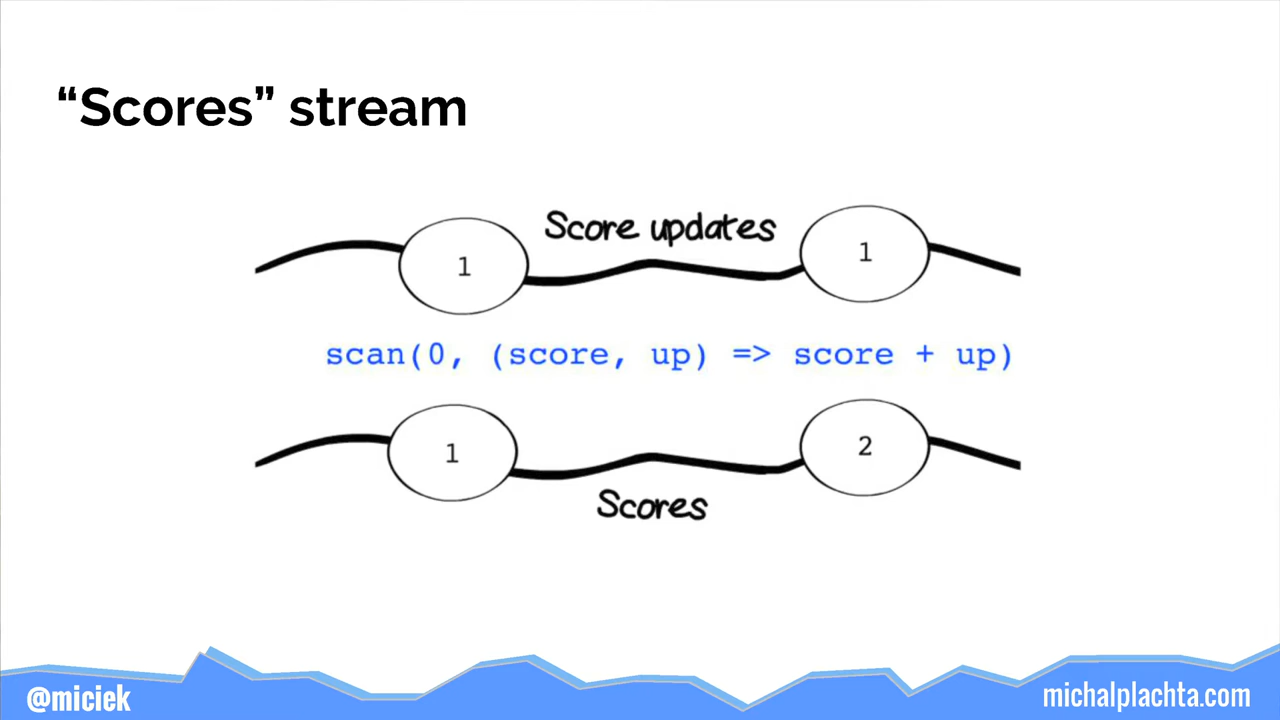 “Scores” stream
Score updates
1
1
scan(0, (score, up) => score + up)
1
2
Scores
@miciek
michalplachta.com